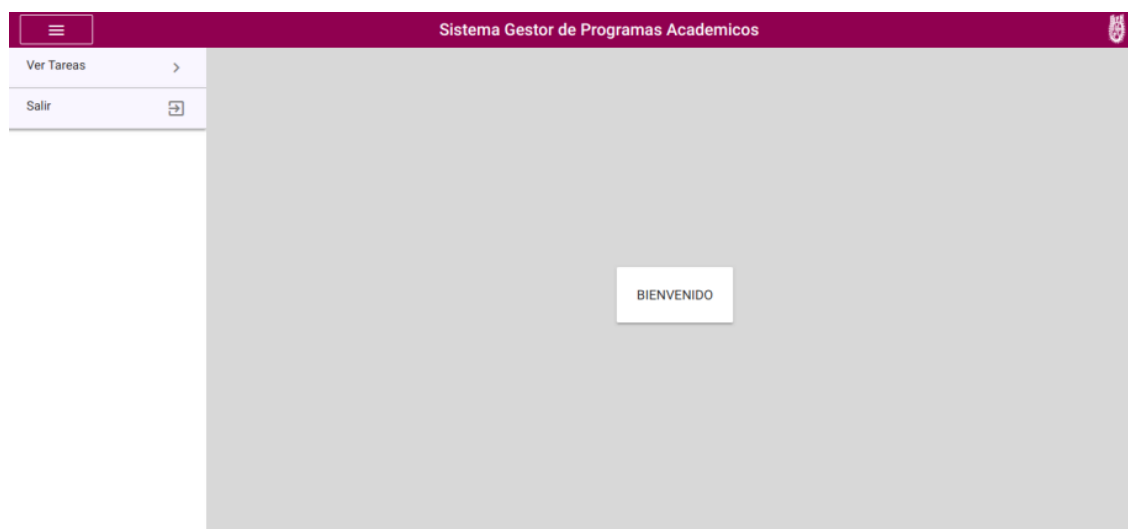 Sistema Gestor de Programas Academicos
Ver Tareas
Salir
BIENVENIDO